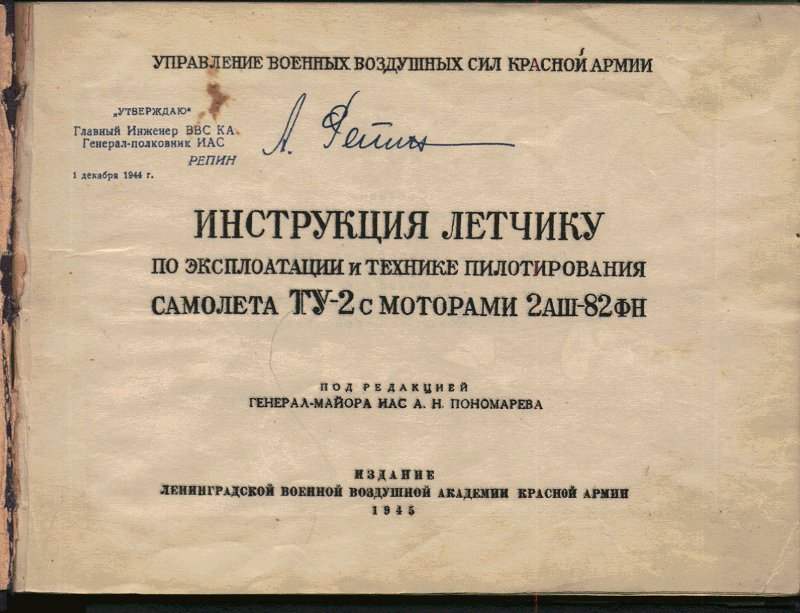 УПРАВЛЕНИЕ ВОЕННЫХ ВОЗДУШНЫХ СИЛ КРАСНОЙ АРМИИ
„УТВЕРЖДАЮ"
Главный Инженер ВВС КА
Генерал-полковник ИАС
РЕПИН
1 декабря 1944 г.
А. Репин
ИНСТРУКЦИЯ ЛЕТЧИКУ
ПО ЭКСПЛОАТАЦИИ и ТЕХНИКЕ ПИЛОТИРОВАНИЯ
САМОЛЕТА ТУ-2 С МОТОРАМИ 2АШ-82ФН
ПОД РЕДАКЦИЕЙ
ГЕНЕРАЛ-МАЙОРА ИАС А. Н. ПОНОМАРЕВА
ИЗДАНИЕ
ЛЕНИНГРАДСКОЙ ВОЕННОЙ ВОЗДУШНОЙ АКАДЕМИИ КРАСНОЙ АРМИИ
1945